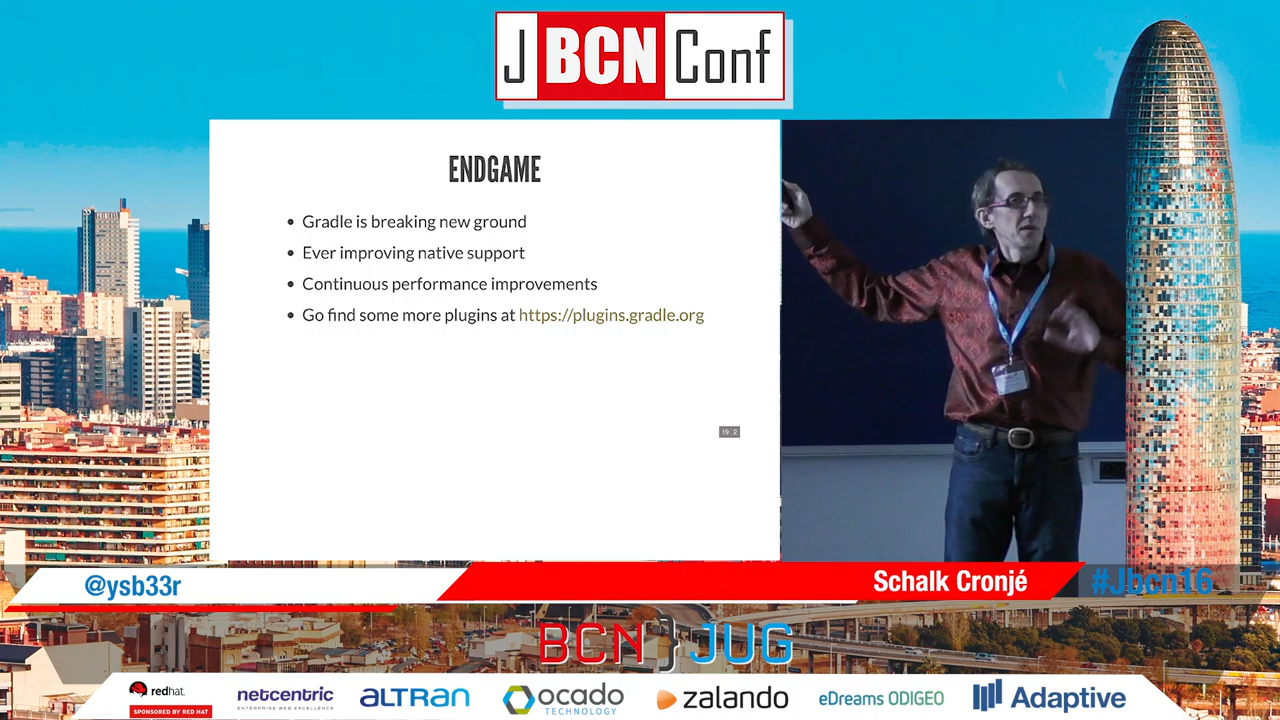 J BCN Conf
ENDGAME
Gradle is breaking new ground
Ever improving native support
Continuous performance improvements
Go find some more plugins at https://plugins.gradle.org
19.2
@ysb33r
Schalk Cronjé
#Jbcn16
BCN JUG
redhat.
SPONSORED BY RED HAT
netcentric
ENTERPRISE WEB EXCELLENCE
ALTRAN
ocado
TECHNOLOGY
zalando
eDreams ODIGEO
Adaptive